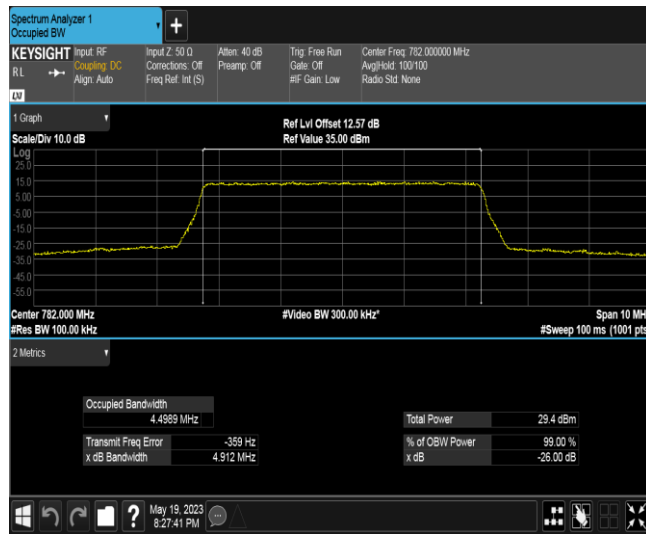 Spectrum Analyzer 1
Occupied BW
+
KEYSIGHT
RL
LXI
Input: RF
Coupling: DC
Align: Auto
Input Z: 50 Ω
Corrections: Off
Freq Ref: Int (S)
Atten: 40 dB
Preamp: Off
Trig: Free Run
Gate: Off
#IF Gain: Low
Center Freq: 782.000000 MHz
Avg|Hold: 100/100
Radio Std: None
1 Graph
Scale/Div 10.0 dB
Ref Lvl Offset 12.57 dB
Ref Value 35.00 dBm
Log
25.0
15.0
5.00
-5.00
-15.0
-25.0
-35.0
-45.0
-55.0
Center 782.000 MHz
#Video BW 300.00 kHz*
Span 10 MH
#Res BW 100.00 kHz
#Sweep 100 ms (1001 pts
2 Metrics
Occupied Bandwidth
4.4989 MHz
Total Power 29.4 dBm
Transmit Freq Error -359 Hz
% of OBW Power 99.00 %
x dB Bandwidth 4.912 MHz
x dB -26.00 dB
?
May 19, 2023
8:27:41 PM